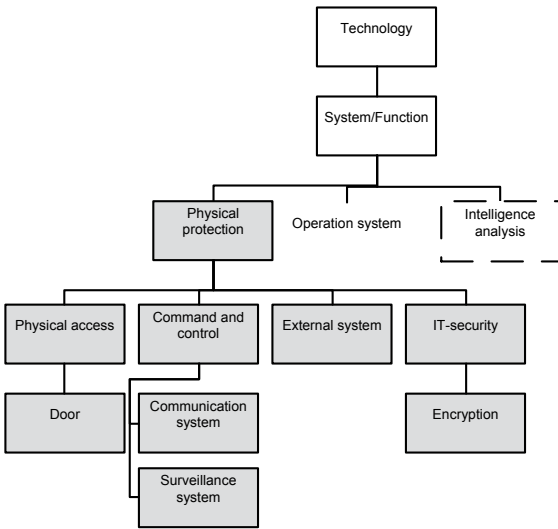 Technology
System/Function
Physical
protection
Operation system
Intelligence
analysis
Physical access
Command and
control
External system
IT-security
Door
Communication
system
Encryption
Surveillance
system